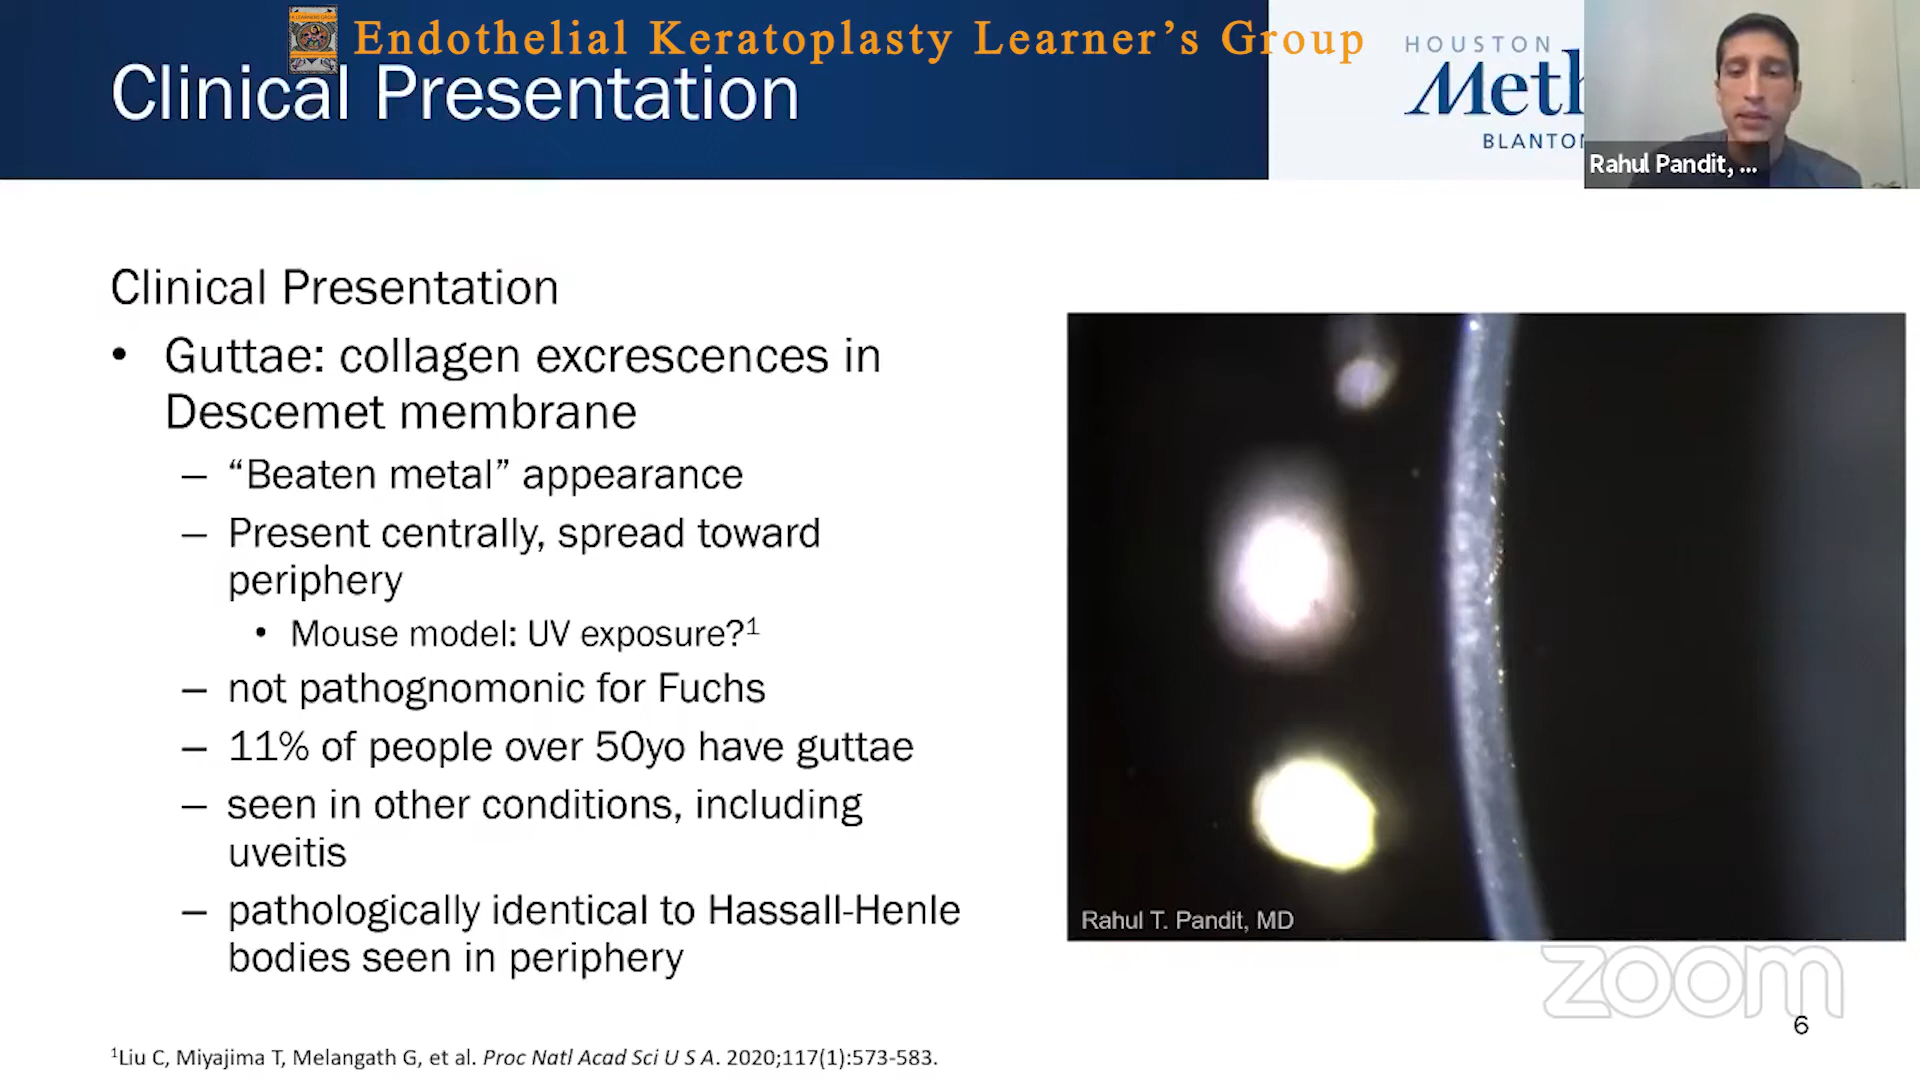 Endothelial Keratoplasty Learner's Group
Clinical Presentation
HOUSTON
Meth
BLANTON
Rahul Pandit, ...
Clinical Presentation
• Guttae: collagen excrescences in
Descemet membrane
– “Beaten metal” appearance
– Present centrally, spread toward
periphery
• Mouse model: UV exposure?¹
– not pathognomonic for Fuchs
– 11% of people over 50yo have guttae
– seen in other conditions, including
uveitis
– pathologically identical to Hassall-Henle
bodies seen in periphery
Rahul T. Pandit, MD
zoom
6
¹Liu C, Miyajima T, Melangath G, et al. Proc Natl Acad Sci U S A. 2020;117(1):573-583.